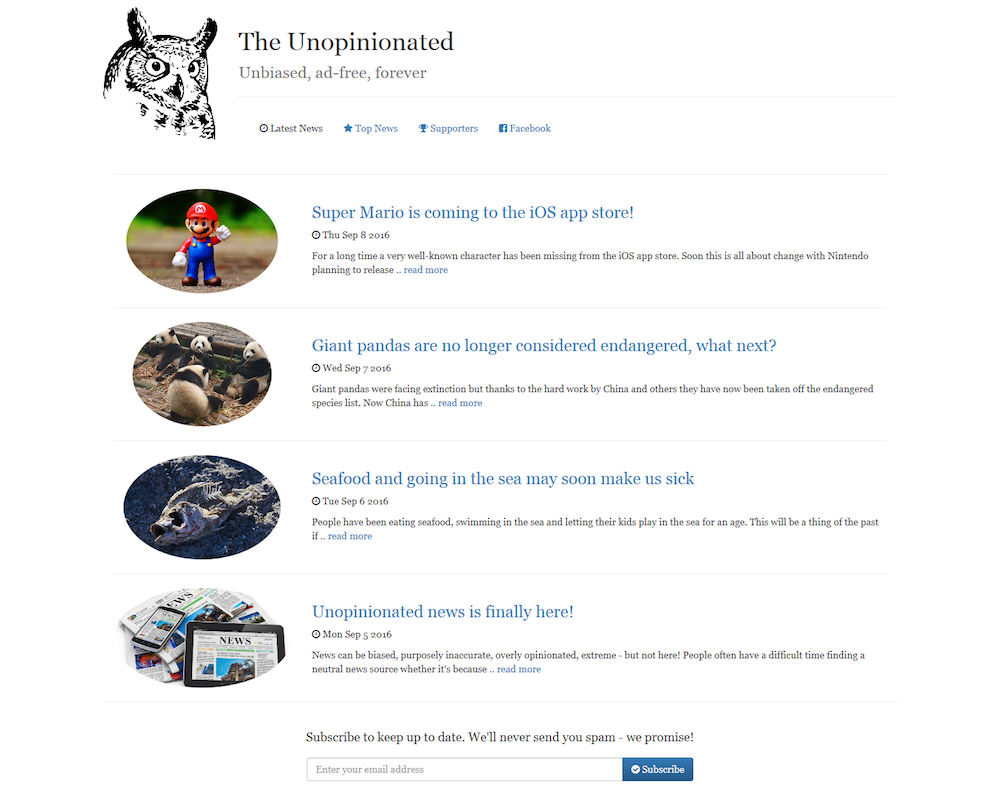 The Unopinionated
Unbiased, ad-free, forever
Latest News Top News Supporters Facebook
Super Mario is coming to the iOS app store!
Thu Sep 8 2016
For a long time a very well-known character has been missing from the iOS app store. Soon this is all about change with Nintendo
planning to release .. read more
Giant pandas are no longer considered endangered, what next?
Wed Sep 7 2016
Giant pandas were facing extinction but thanks to the hard work by China and others they have now been taken off the endangered
species list. Now China has .. read more
Seafood and going in the sea may soon make us sick
Tue Sep 6 2016
People have been eating seafood, swimming in the sea and letting their kids play in the sea for an age. This will be a thing of the past
if .. read more
NEWS
NEWS
Unopinionated news is finally here!
Mon Sep 5 2016
News can be biased, purposely inaccurate, overly opinionated, extreme - but not here! People often have a difficult time finding a
neutral news source whether it's because .. read more
Subscribe to keep up to date. We'll never send you spam - we promise!
Enter your email address Subscribe